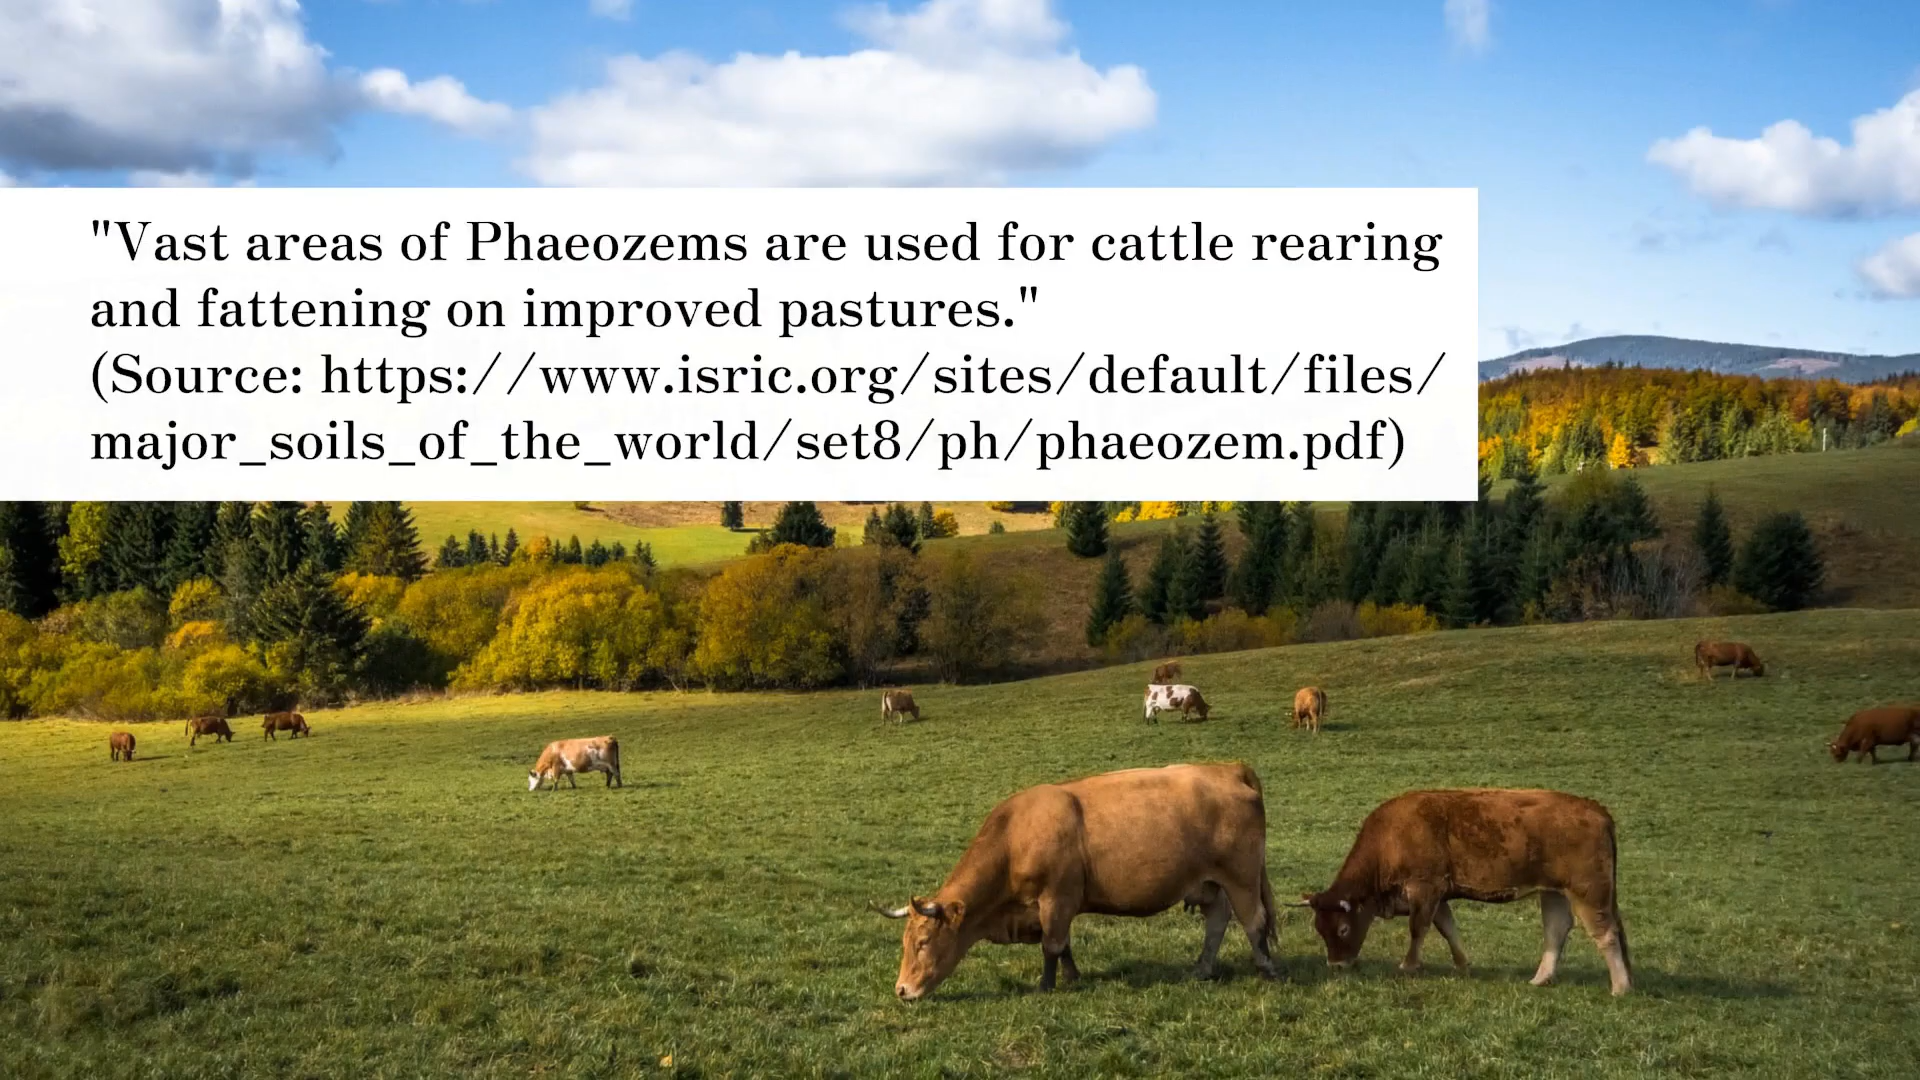 "Vast areas of Phaeozems are used for cattle rearing
and fattening on improved pastures."
(Source: https://www.isric.org/sites/default/files/
major_soils_of_the_world/set8/ph/phaeozem.pdf)